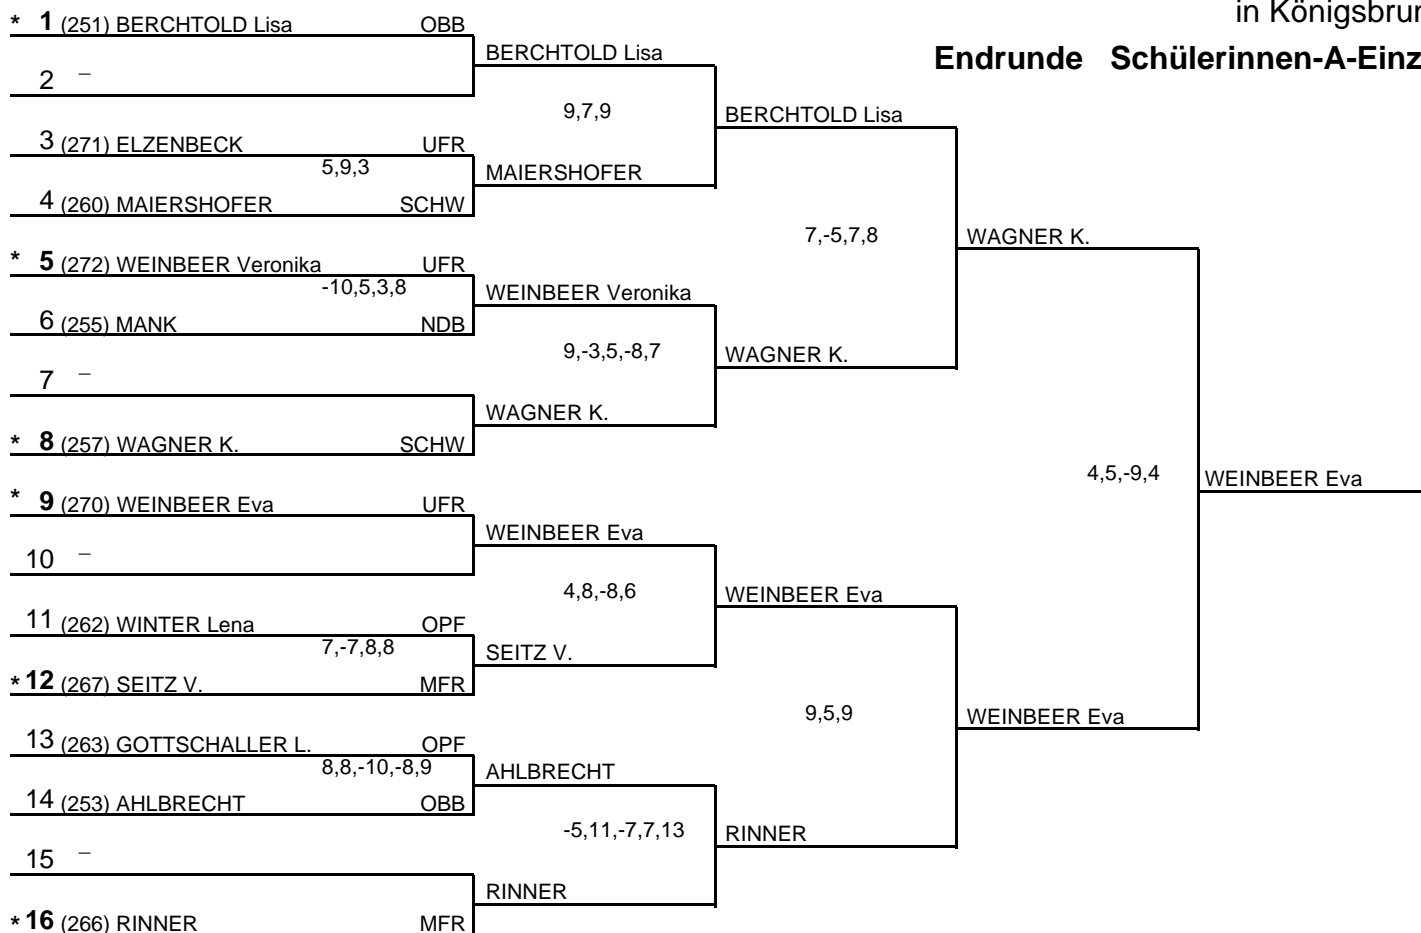 in Königsbrun
Endrunde Schülerinnen-A-Einz
* 1 (251) BERCHTOLD Lisa OBB
BERCHTOLD Lisa
2 –
9,7,9
BERCHTOLD Lisa
3 (271) ELZENBECK UFR
5,9,3
MAIERSHOFER
4 (260) MAIERSHOFER SCHW
7,-5,7,8
WAGNER K.
* 5 (272) WEINBEER Veronika UFR
-10,5,3,8
WEINBEER Veronika
6 (255) MANK NDB
9,-3,5,-8,7
WAGNER K.
7 –
WAGNER K.
* 8 (257) WAGNER K. SCHW
4,5,-9,4
WEINBEER Eva
* 9 (270) WEINBEER Eva UFR
WEINBEER Eva
10 –
4,8,-8,6
WEINBEER Eva
11 (262) WINTER Lena OPF
7,-7,8,8
SEITZ V.
* 12 (267) SEITZ V. MFR
9,5,9
WEINBEER Eva
13 (263) GOTTSCHALLER L. OPF
8,8,-10,-8,9
AHLBRECHT
14 (253) AHLBRECHT OBB
-5,11,-7,7,13
RINNER
15 –
RINNER
* 16 (266) RINNER MFR